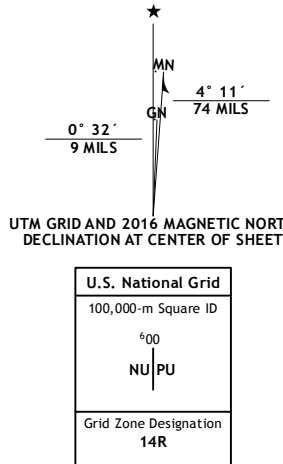 ★
MN
GN
4° 11´
74 MILS
0° 32´
9 MILS
UTM GRID AND 2016 MAGNETIC NORT
DECLINATION AT CENTER OF SHEET
U.S. National Grid
100,000-m Square ID
⁶00
NU PU
Grid Zone Designation
14R